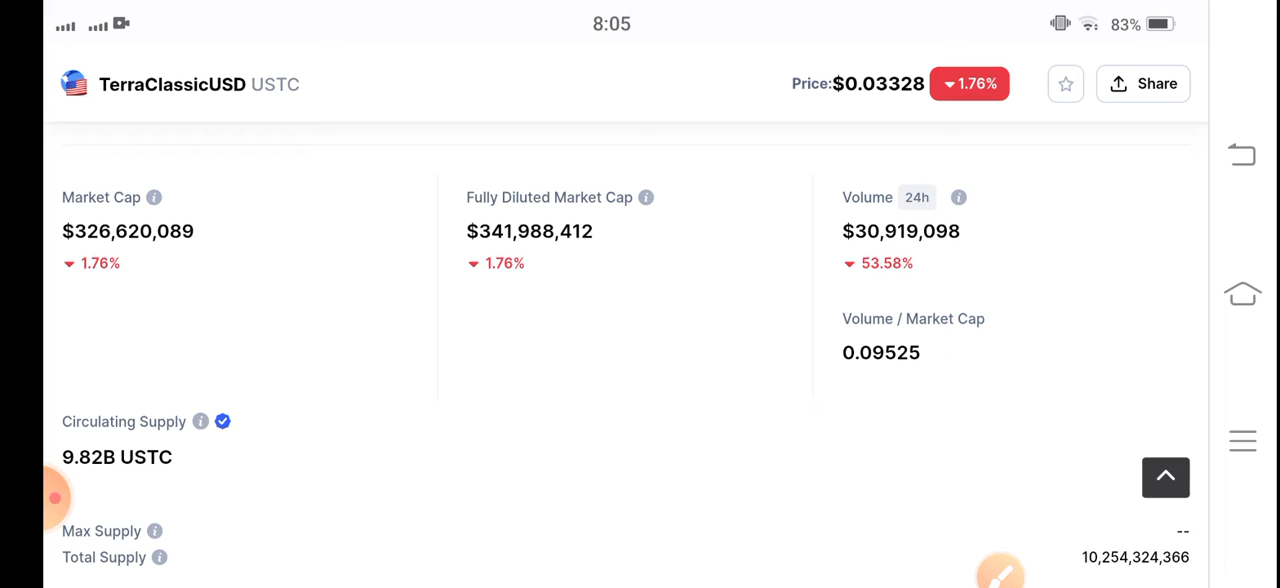 8:05
83%
TerraClassicUSD USTC
Price:$0.03328
1.76%
Share
Market Cap
$326,620,089
1.76%
Fully Diluted Market Cap
$341,988,412
1.76%
Volume 24h
$30,919,098
53.58%
Volume / Market Cap
0.09525
Circulating Supply
9.82B USTC
Max Supply
--
Total Supply
10,254,324,366